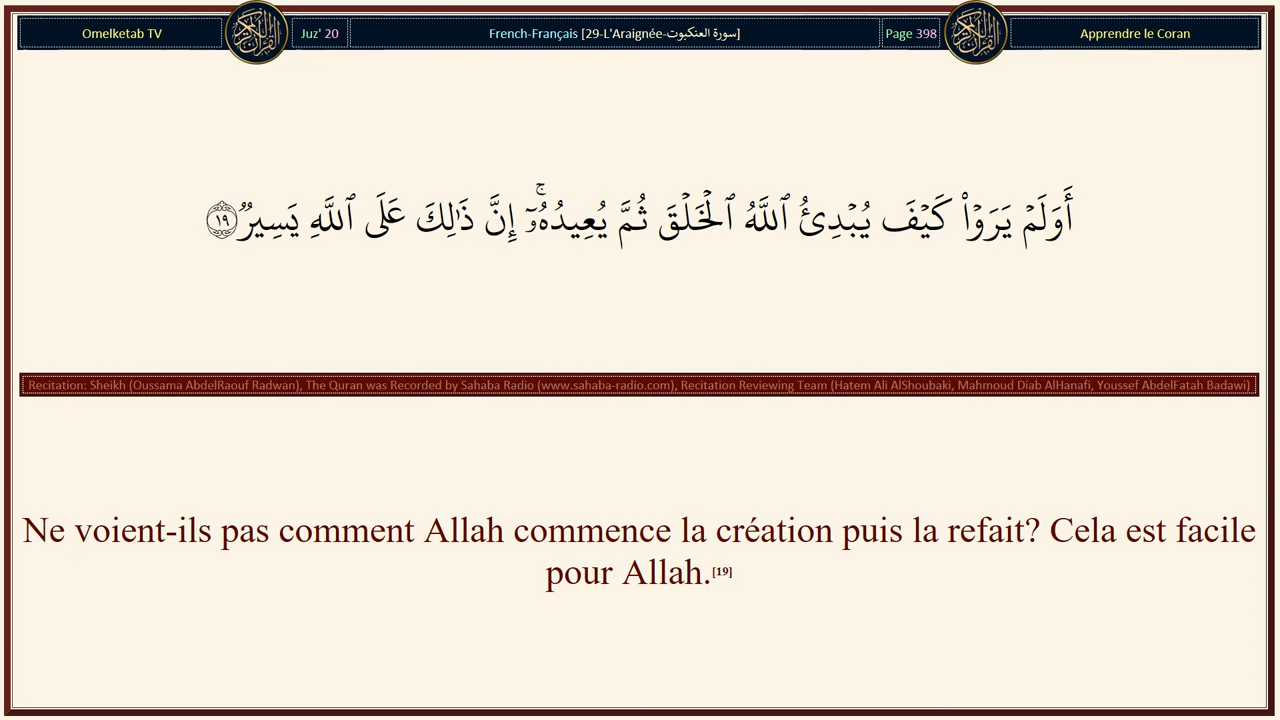 Omelketab TV
Juz' 20
French-Français [29-L'Araignée-سورة العنكبوت]
Page 398
Apprendre le Coran
أَوَلَمۡ يَرَوۡاْ كَيۡفَ يُبۡدِئُ ٱللَّهُ ٱلۡخَلۡقَ ثُمَّ يُعِيدُهُۥٓۚ إِنَّ ذَٰلِكَ عَلَى ٱللَّهِ يَسِيرٞ ١٩
Recitation: Sheikh (Oussama AbdelRaouf Radwan), The Quran was Recorded by Sahaba Radio (www.sahaba-radio.com), Recitation Reviewing Team (Hatem Ali AlShoubaki, Mahmoud Diab AlHanafi, Youssef AbdelFatah Badawi)
Ne voient-ils pas comment Allah commence la création puis la refait? Cela est facile
pour Allah.[19]